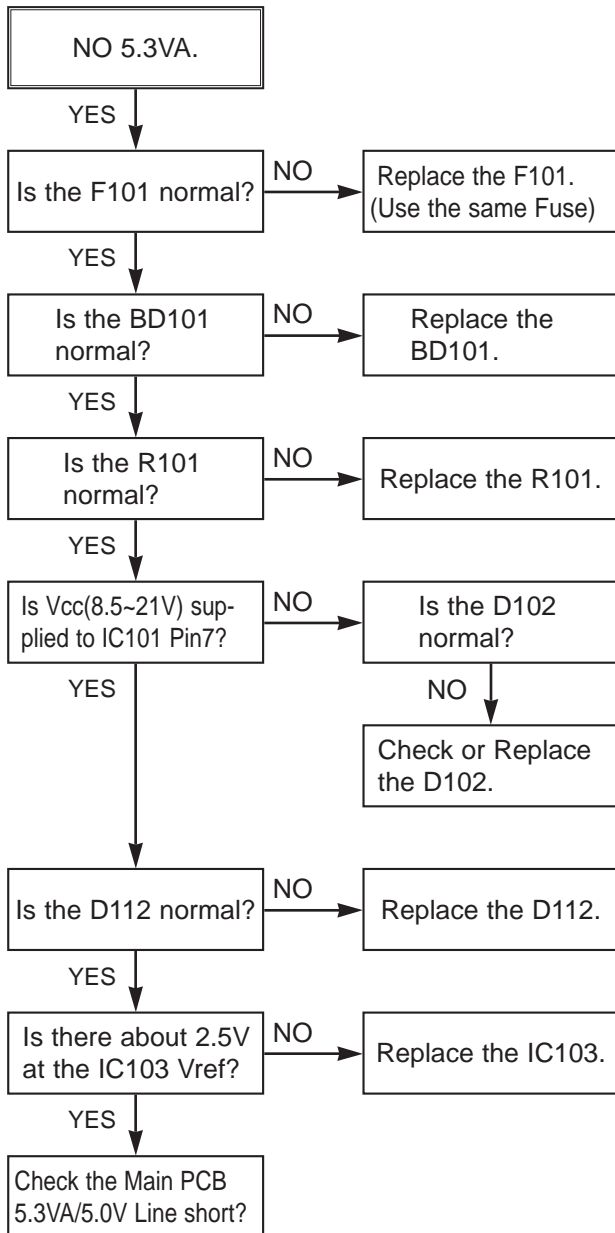 NO 5.3VA.
YES
Is the F101 normal?
NO
Replace the F101.
(Use the same Fuse)
YES
Is the BD101
normal?
NO
Replace the
BD101.
YES
Is the R101
normal?
NO
Replace the R101.
YES
Is Vcc(8.5~21V) sup-
plied to IC101 Pin7?
NO
Is the D102
normal?
YES
NO
Check or Replace
the D102.
Is the D112 normal?
NO
Replace the D112.
YES
Is there about 2.5V
at the IC103 Vref?
NO
Replace the IC103.
YES
Check the Main PCB
5.3VA/5.0V Line short?